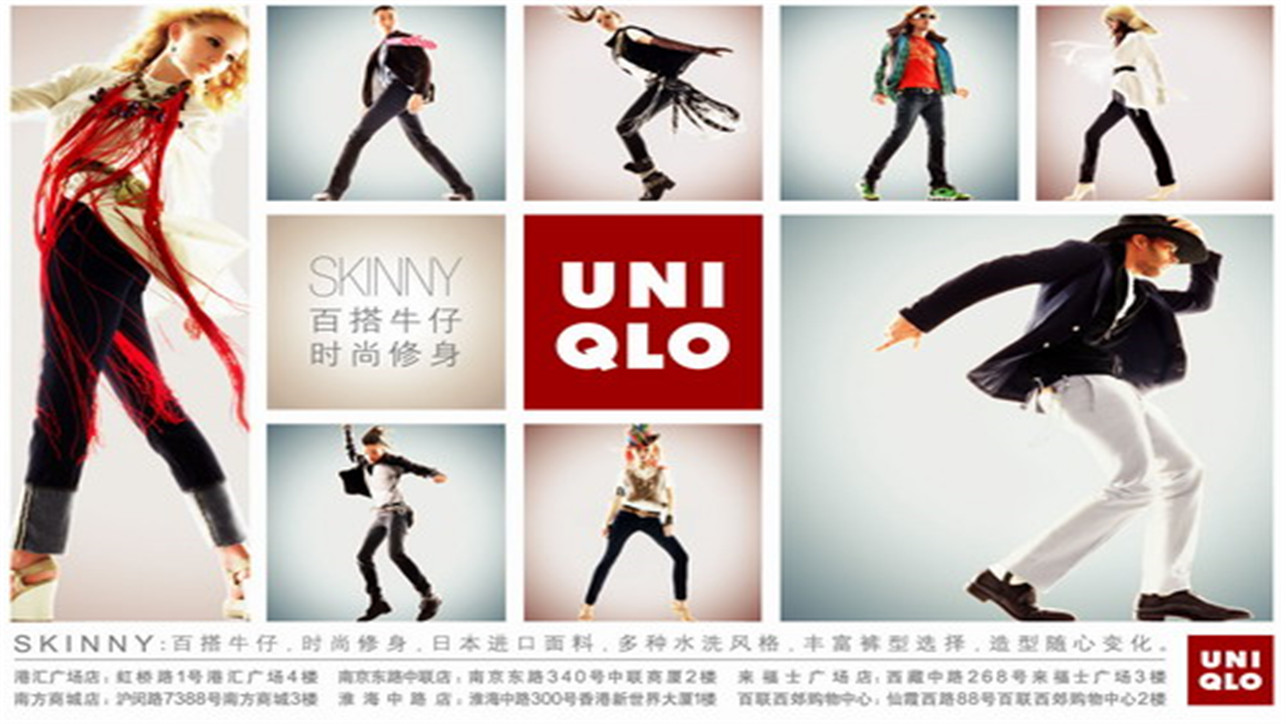 SKINNY
百搭牛仔
时尚修身
UNI
QLO
SKINNY:百搭牛仔,时尚修身,日本进口面料,多种水洗风格,丰富裤型选择,造型随心变化。
港汇广场店:虹桥路1号港汇广场4楼 南京东路中联店:南京东路340号中联商厦2楼 来福士广场店:西藏中路268号来福士广场3楼
南方商城店:沪闵路7388号南方商城3楼 淮海中路店:淮海中路300号香港新世界大厦1楼 百联西郊购物中心:仙霞西路88号百联西郊购物中心2楼
UNI
QLO